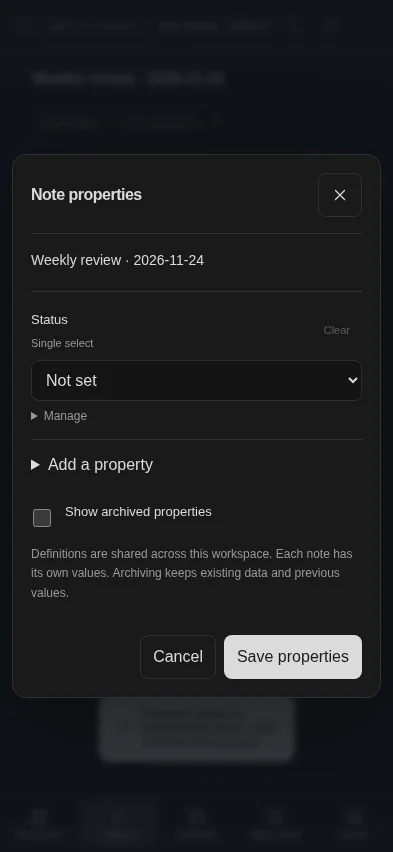 Note properties
Weekly review · 2026-11-24
Status
Clear
Single select
Not set
Manage
Add a property
Show archived properties
Definitions are shared across this workspace. Each note has
its own values. Archiving keeps existing data and previous
values.
Cancel
Save properties